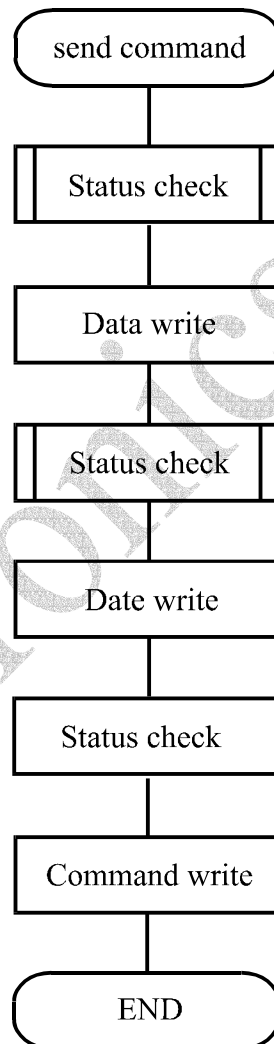 send command
Status check
Data write
Status check
Date write
Status check
Command write
END